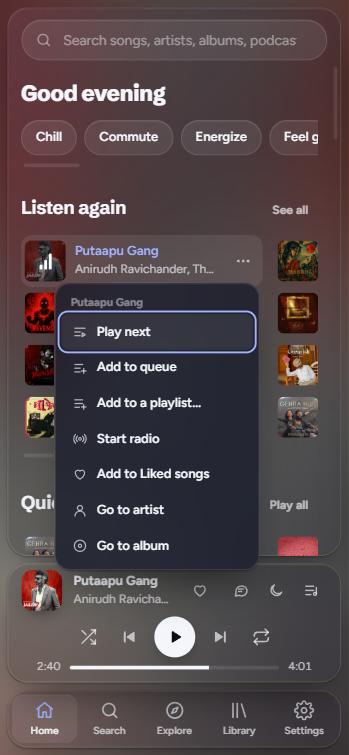 Search songs, artists, albums, podcas
Good evening
Chill
Commute
Energize
Feel g
Listen again
See all
Putaapu Gang
Anirudh Ravichander, Th...
Putaapu Gang
Play next
Add to queue
Add to a playlist...
Start radio
Add to Liked songs
Go to artist
Go to album
Quic
Play all
Putaapu Gang
Anirudh Ravicha...
2:40
4:01
Home
Search
Explore
Library
Settings